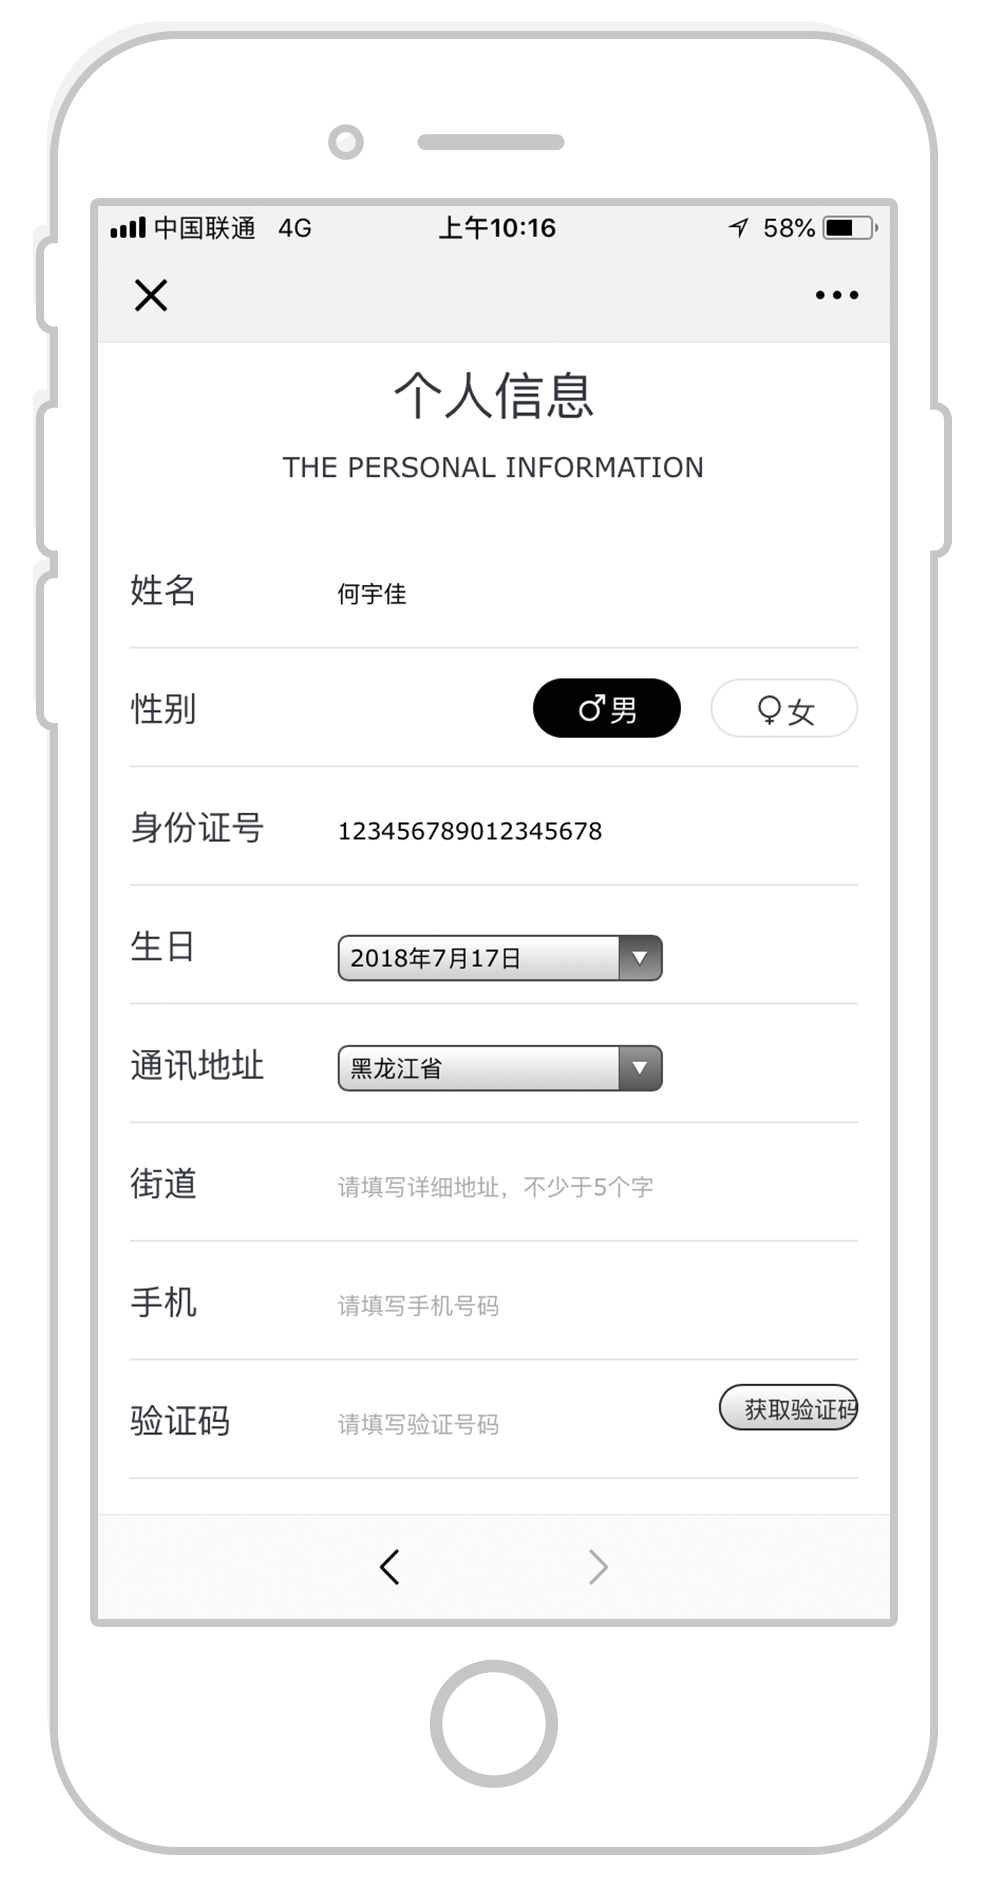 中国联通 4G 上午10:16 58%
个人信息
THE PERSONAL INFORMATION
姓名 何宇佳
性别 ♂男 ♀女
身份证号 123456789012345678
生日 2018年7月17日
通讯地址 黑龙江省
街道 请填写详细地址，不少于5个字
手机 请填写手机号码
验证码 请填写验证号码 获取验证码